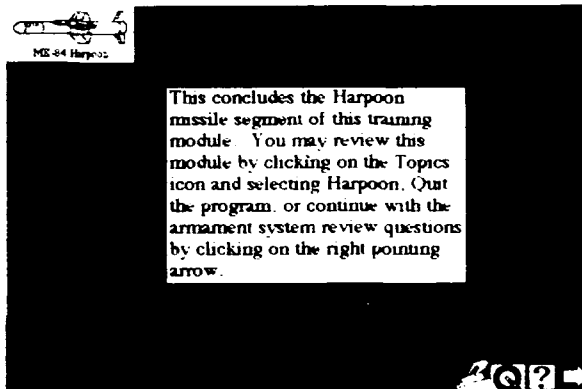 MK-84 Harpoon
This concludes the Harpoon
missile segment of this training
module. You may review this
module by clicking on the Topics
icon and selecting Harpoon, Quit
the program, or continue with the
armament system review questions
by clicking on the right pointing
arrow.
Q ?